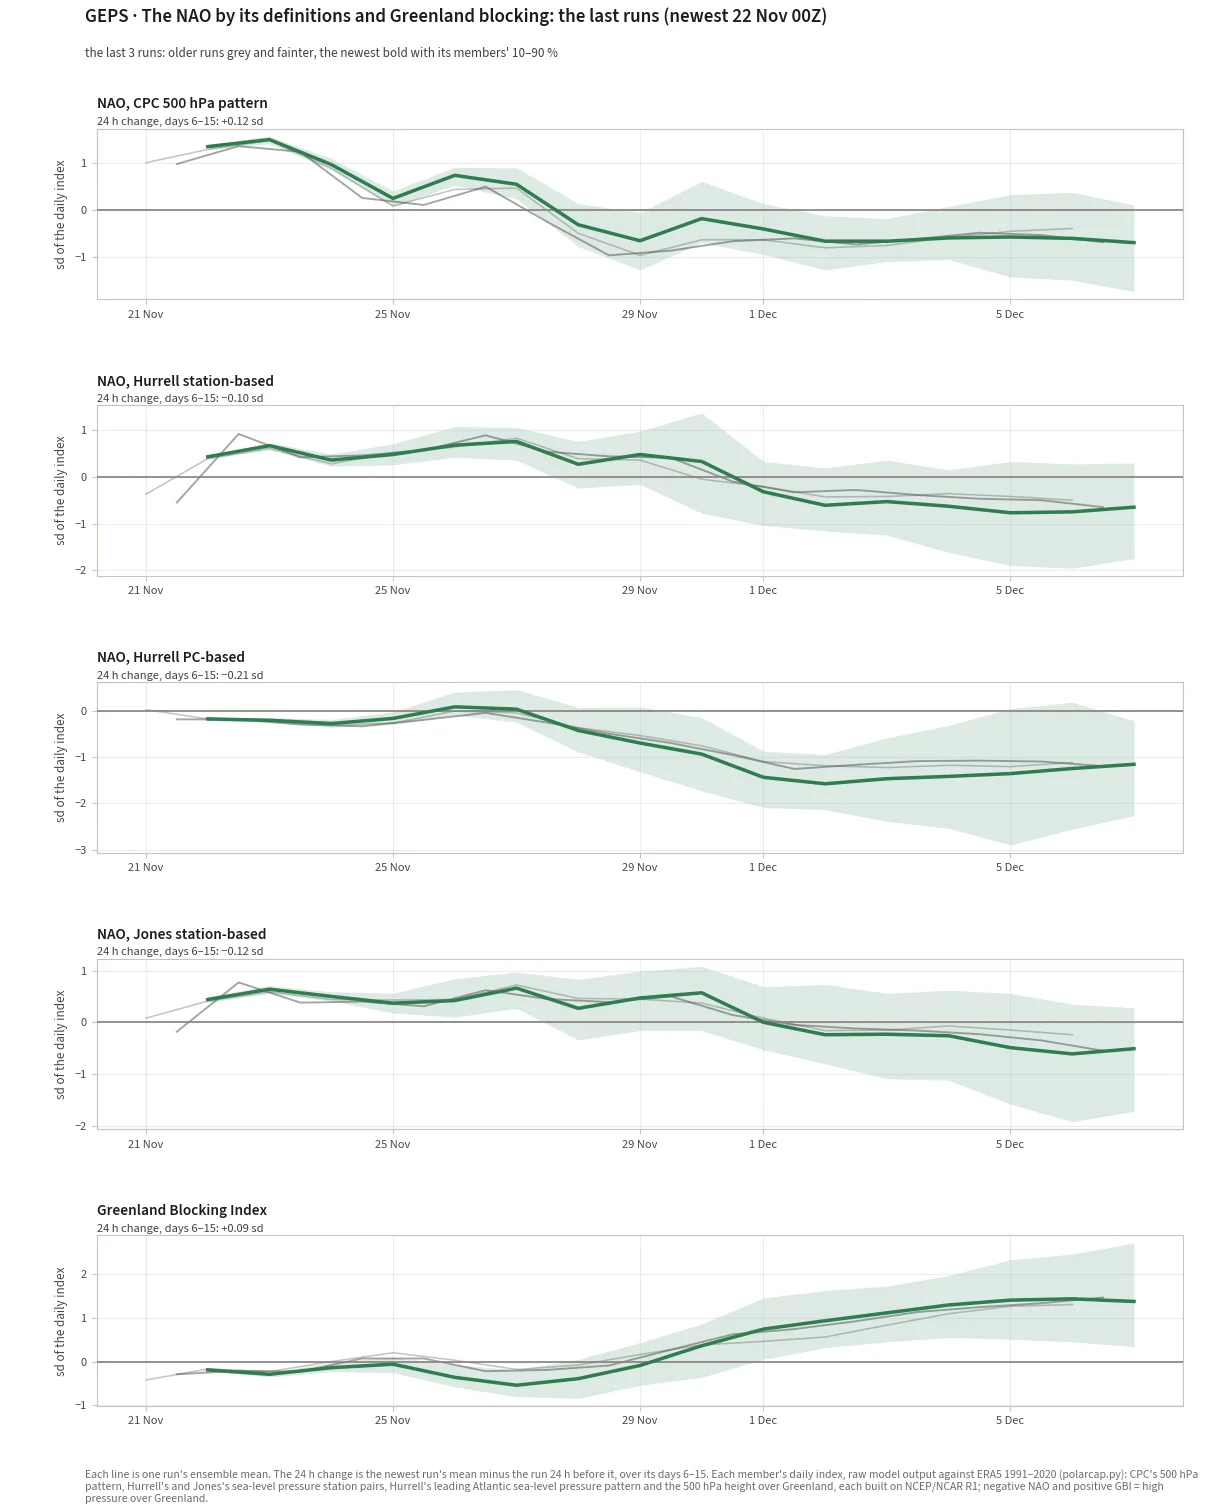 GEPS · The NAO by its definitions and Greenland blocking: the last runs (newest 22 Nov 00Z)
the last 3 runs: older runs grey and fainter, the newest bold with its members' 10–90 %
NAO, CPC 500 hPa pattern
24 h change, days 6–15: +0.12 sd
sd of the daily index
1
0
−1
21 Nov
25 Nov
29 Nov
1 Dec
5 Dec
NAO, Hurrell station-based
24 h change, days 6–15: −0.10 sd
sd of the daily index
1
0
−1
−2
21 Nov
25 Nov
29 Nov
1 Dec
5 Dec
NAO, Hurrell PC-based
24 h change, days 6–15: −0.21 sd
sd of the daily index
0
−1
−2
−3
21 Nov
25 Nov
29 Nov
1 Dec
5 Dec
NAO, Jones station-based
24 h change, days 6–15: −0.12 sd
sd of the daily index
1
0
−1
−2
21 Nov
25 Nov
29 Nov
1 Dec
5 Dec
Greenland Blocking Index
24 h change, days 6–15: +0.09 sd
sd of the daily index
2
1
0
−1
21 Nov
25 Nov
29 Nov
1 Dec
5 Dec
Each line is one run's ensemble mean. The 24 h change is the newest run's mean minus the run 24 h before it, over its days 6–15. Each member's daily index, raw model output against ERA5 1991–2020 (polarcap.py): CPC's 500 hPa
pattern, Hurrell's and Jones's sea-level pressure station pairs, Hurrell's leading Atlantic sea-level pressure pattern and the 500 hPa height over Greenland, each built on NCEP/NCAR R1; negative NAO and positive GBI = high
pressure over Greenland.